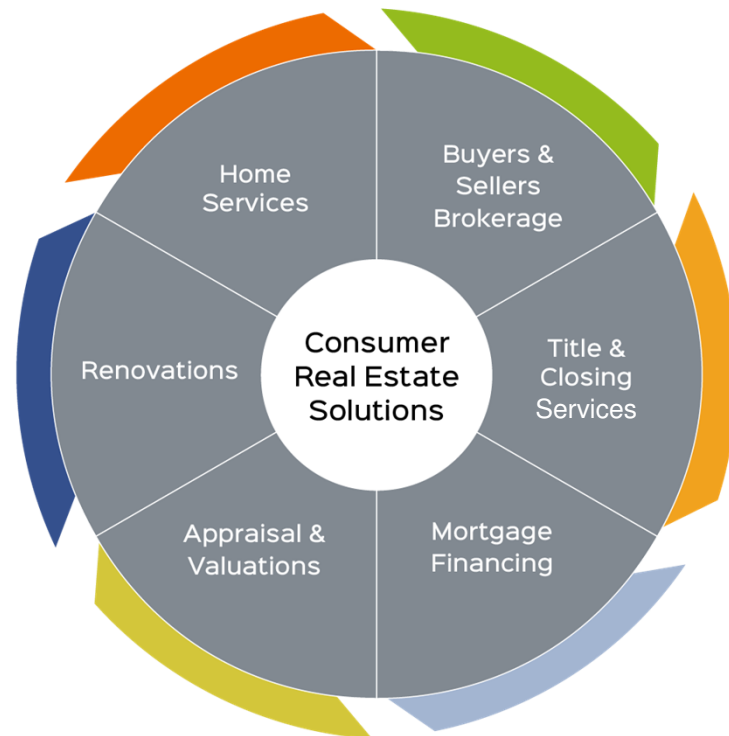 Home
Services
Buyers &
Sellers
Brokerage
Renovations
Consumer
Real Estate
Solutions
Title &
Closing
Services
Appraisal &
Valuations
Mortgage
Financing